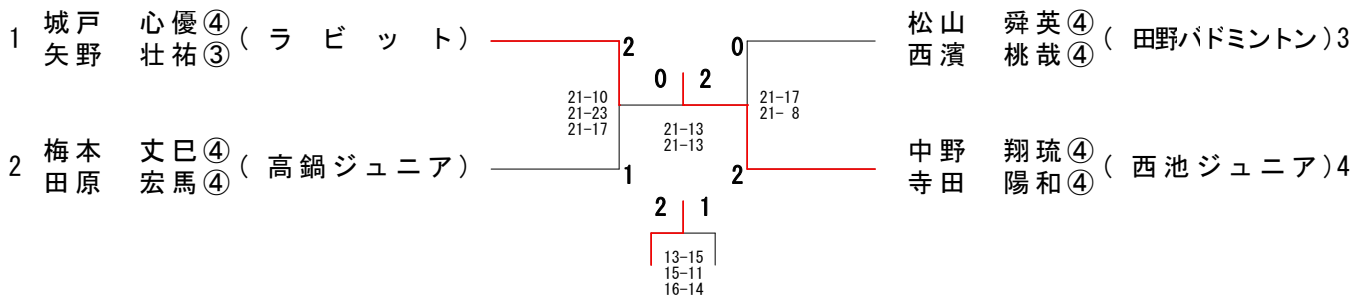 1 城戸 心優④ (ラビット)
矢野 壮祐③
2 梅本 丈巳④ (高鍋ジュニア)
田原 宏馬④
2
21-10
21-23
21-17
1
0 2
21-13
21-13
2 1
13-15
15-11
16-14
0
21-17
21- 8
2
松山 舜英④ (田野バドミントン) 3
西濱 桃哉④
中野 翔琉④ (西池ジュニア) 4
寺田 陽和④